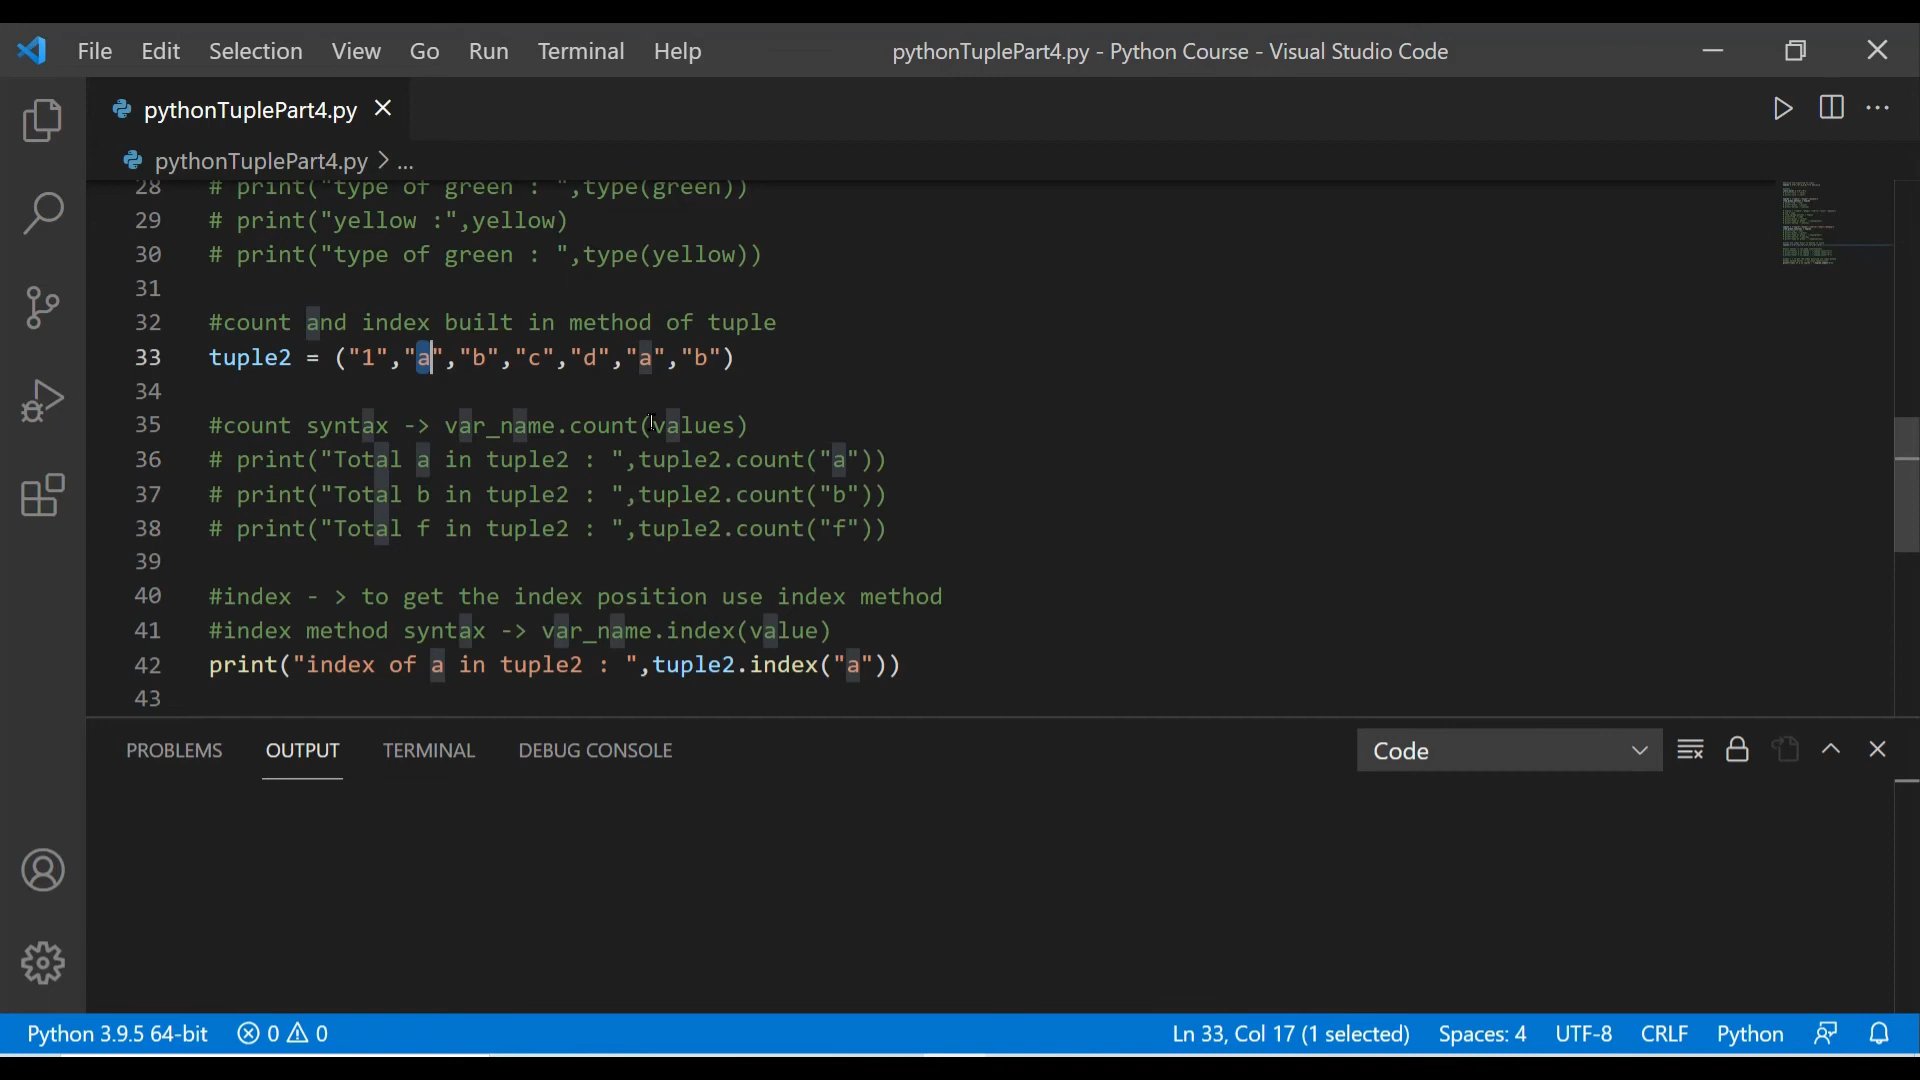 File Edit Selection View Go Run Terminal Help pythonTuplePart4.py - Python Course - Visual Studio Code
pythonTuplePart4.py
pythonTuplePart4.py > ...
28 # print("type of green : ",type(green))
29 # print("yellow :",yellow)
30 # print("type of green : ",type(yellow))
31
32 #count and index built in method of tuple
33 tuple2 = ("1","a","b","c","d","a","b")
34
35 #count syntax -> var_name.count(values)
36 # print("Total a in tuple2 : ",tuple2.count("a"))
37 # print("Total b in tuple2 : ",tuple2.count("b"))
38 # print("Total f in tuple2 : ",tuple2.count("f"))
39
40 #index - > to get the index position use index method
41 #index method syntax -> var_name.index(value)
42 print("index of a in tuple2 : ",tuple2.index("a"))
43
PROBLEMS OUTPUT TERMINAL DEBUG CONSOLE Code
Python 3.9.5 64-bit 0 0 Ln 33, Col 17 (1 selected) Spaces: 4 UTF-8 CRLF Python